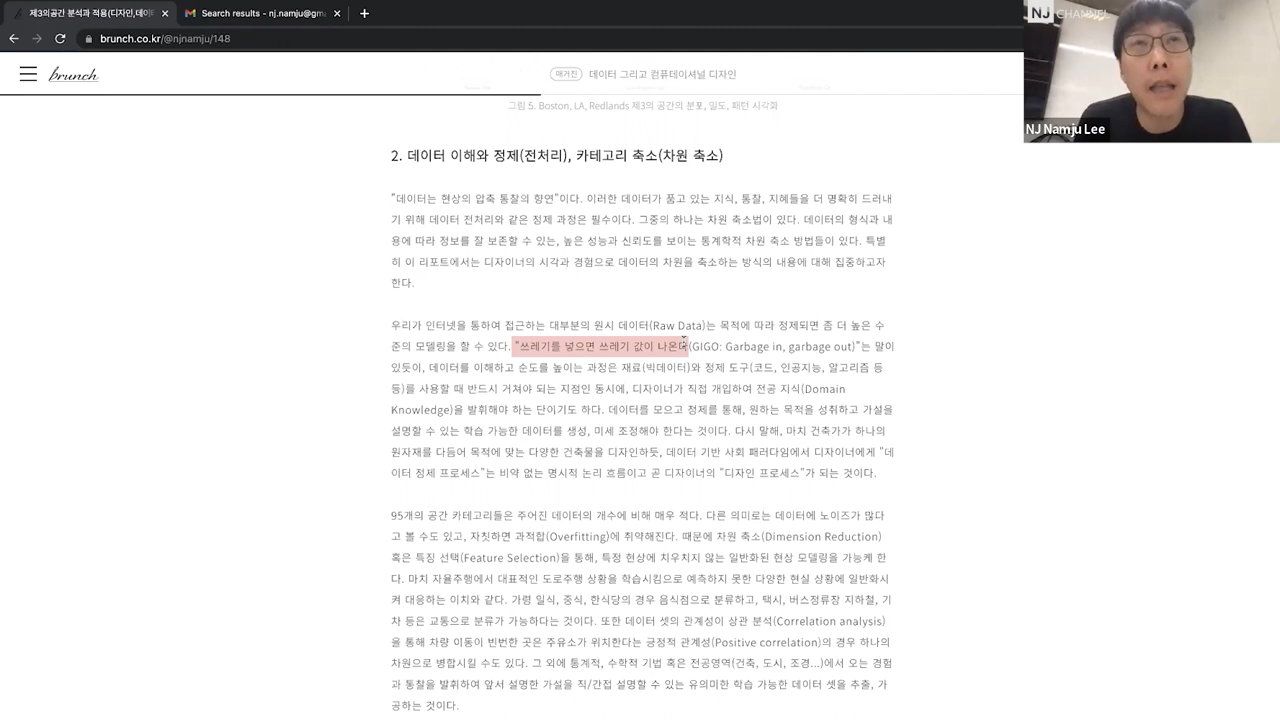 제3의공간 분석과 적용(디자인,데이터
Search results - nj.namju@gm
brunch.co.kr/@njnamju/148
NJ CHANNEL
brunch
매거진 데이터 그리고 컴퓨테이셔널 디자인
그림 5. Boston, LA, Redlands 제3의 공간의 분포, 밀도, 패턴 시각화
NJ Namju Lee
2. 데이터 이해와 정제(전처리), 카테고리 축소(차원 축소)
"데이터는 현상의 압축 통찰의 향연"이다. 이러한 데이터가 품고 있는 지식, 통찰, 지혜들을 더 명확히 드러내
기 위해 데이터 전처리와 같은 정제 과정은 필수이다. 그중의 하나는 차원 축소법이 있다. 데이터의 형식과 내
용에 따라 정보를 잘 보존할 수 있는, 높은 성능과 신뢰도를 보이는 통계학적 차원 축소 방법들이 있다. 특별
히 이 리포트에서는 디자이너의 시각과 경험으로 데이터의 차원을 축소하는 방식의 내용에 대해 집중하고자
한다.
우리가 인터넷을 통하여 접근하는 대부분의 원시 데이터(Raw Data)는 목적에 따라 정제되면 좀 더 높은 수
준의 모델링을 할 수 있다. "쓰레기를 넣으면 쓰레기 값이 나온다(GIGO: Garbage in, garbage out)"는 말이
있듯이, 데이터를 이해하고 순도를 높이는 과정은 재료(빅데이터)와 정제 도구(코드, 인공지능, 알고리즘 등
등)를 사용할 때 반드시 거쳐야 되는 지점인 동시에, 디자이너가 직접 개입하여 전공 지식(Domain
Knowledge)을 발휘해야 하는 단이기도 하다. 데이터를 모으고 정제를 통해, 원하는 목적을 성취하고 가설을
설명할 수 있는 학습 가능한 데이터를 생성, 미세 조정해야 한다는 것이다. 다시 말해, 마치 건축가가 하나의
원자재를 다듬어 목적에 맞는 다양한 건축물을 디자인하듯, 데이터 기반 사회 패러다임에서 디자이너에게 "데
이터 정제 프로세스"는 비약 없는 명시적 논리 흐름이고 곧 디자이너의 "디자인 프로세스"가 되는 것이다.
95개의 공간 카테고리들은 주어진 데이터의 개수에 비해 매우 적다. 다른 의미로는 데이터에 노이즈가 많다
고 볼 수도 있고, 자칫하면 과적합(Overfitting)에 취약해진다. 때문에 차원 축소(Dimension Reduction)
혹은 특징 선택(Feature Selection)을 통해, 특정 현상에 치우치지 않는 일반화된 현상 모델링을 가능케 한
다. 마치 자율주행에서 대표적인 도로주행 상황을 학습시킴으로 예측하지 못한 다양한 현실 상황에 일반화시
켜 대응하는 이치와 같다. 가령 일식, 중식, 한식당의 경우 음식점으로 분류하고, 택시, 버스정류장 지하철, 기
차 등은 교통으로 분류가 가능하다는 것이다. 또한 데이터 셋의 관계성이 상관 분석(Correlation analysis)
을 통해 차량 이동이 빈번한 곳은 주유소가 위치한다는 긍정적 관계성(Positive correlation)의 경우 하나의
차원으로 병합시킬 수도 있다. 그 외에 통계적, 수학적 기법 혹은 전공영역(건축, 도시, 조경...)에서 오는 경험
과 통찰을 발휘하여 앞서 설명한 가설을 직/간접 설명할 수 있는 유의미한 학습 가능한 데이터 셋을 추출, 가
공하는 것이다.